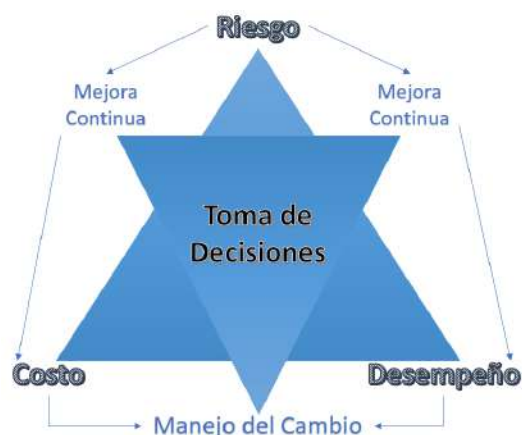 Riesgo
Mejora
Continua
Mejora
Continua
Toma de
Decisiones
Costo
Desempeño
Manejo del Cambio